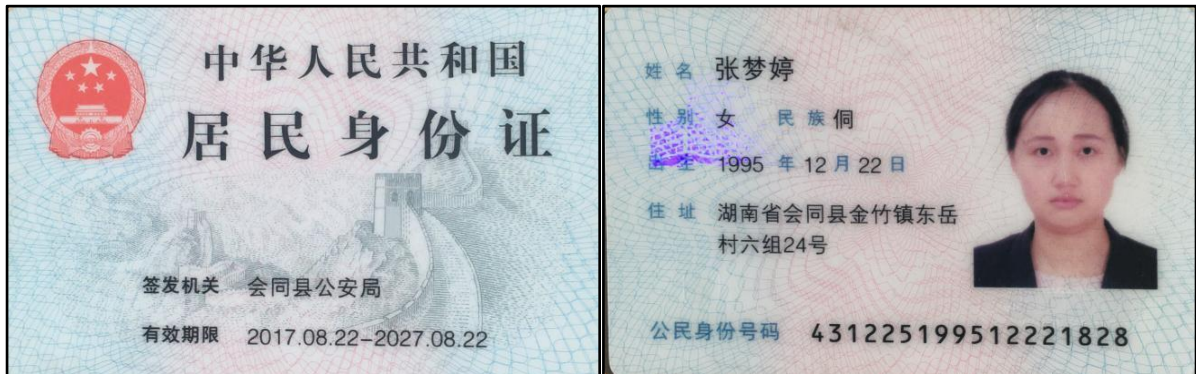 中华人民共和国
居民身份证
签发机关 会同县公安局
有效期限 2017.08.22-2027.08.22
姓名 张梦婷
性别 女 民族 侗
出生 1995 年 12 月 22 日
住址 湖南省会同县金竹镇东岳
村六组24号
公民身份号码 431225199512221828